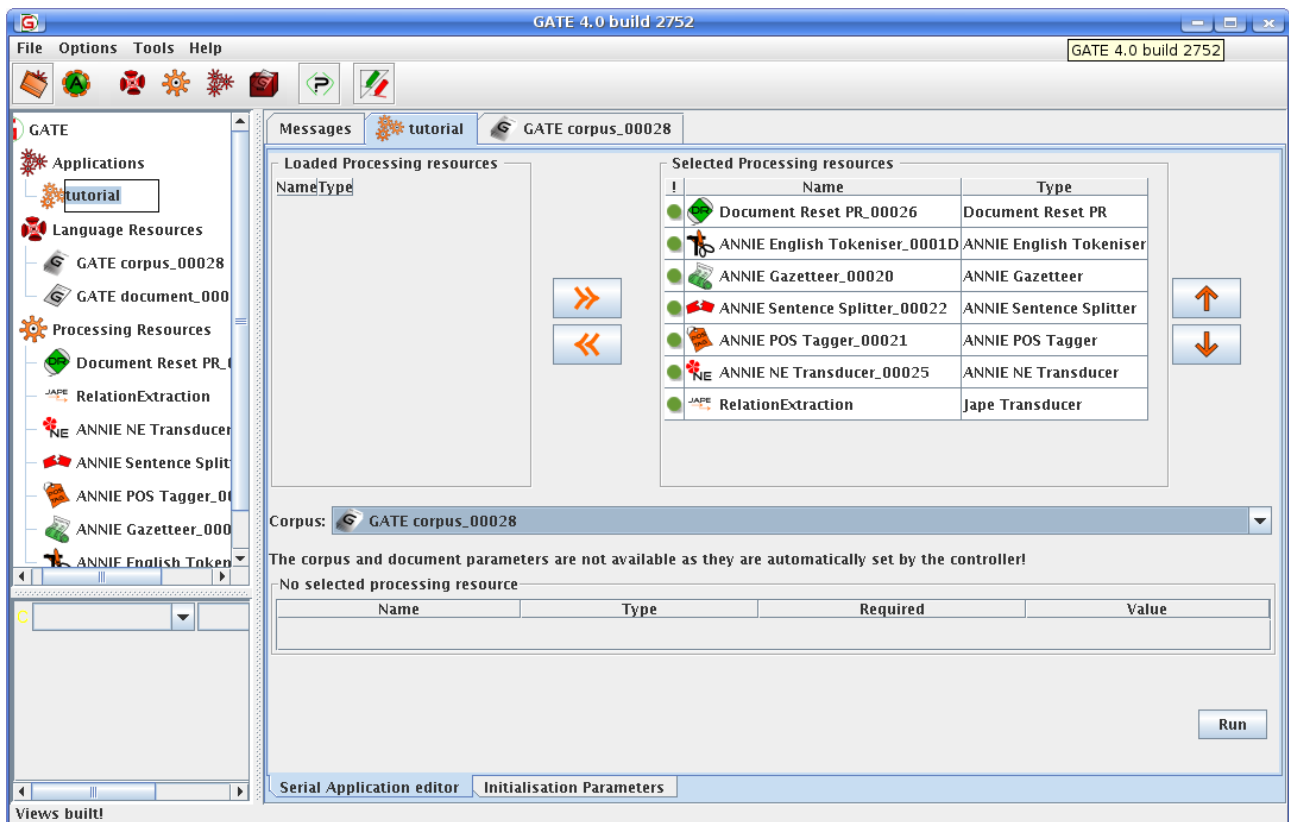 GATE 4.0 build 2752
File Options Tools Help
GATE 4.0 build 2752
GATE
Applications
tutorial
Language Resources
GATE corpus_00028
GATE document_000
Processing Resources
Document Reset PR_0
RelationExtraction
ANNIE NE Transducer
ANNIE Sentence Split
ANNIE POS Tagger_00
ANNIE Gazetteer_000
ANNIE English Token
Messages tutorial GATE corpus_00028
Loaded Processing resources
Name Type
Selected Processing resources
! Name Type
Document Reset PR_00026 Document Reset PR
ANNIE English Tokeniser_0001D ANNIE English Tokeniser
ANNIE Gazetteer_00020 ANNIE Gazetteer
ANNIE Sentence Splitter_00022 ANNIE Sentence Splitter
ANNIE POS Tagger_00021 ANNIE POS Tagger
ANNIE NE Transducer_00025 ANNIE NE Transducer
RelationExtraction Jape Transducer
Corpus: GATE corpus_00028
The corpus and document parameters are not available as they are automatically set by the controller!
No selected processing resource
Name Type Required Value
C
Run
Serial Application editor Initialisation Parameters
Views built!